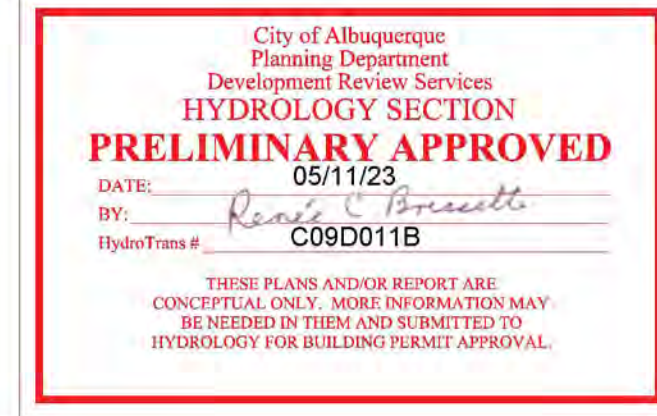 City of Albuquerque
Planning Department
Development Review Services
HYDROLOGY SECTION
PRELIMINARY APPROVED
DATE: 05/11/23
BY: Renée C Brissette
HydroTrans # C09D011B
THESE PLANS AND/OR REPORT ARE
CONCEPTUAL ONLY. MORE INFORMATION MAY
BE NEEDED IN THEM AND SUBMITTED TO
HYDROLOGY FOR BUILDING PERMIT APPROVAL.